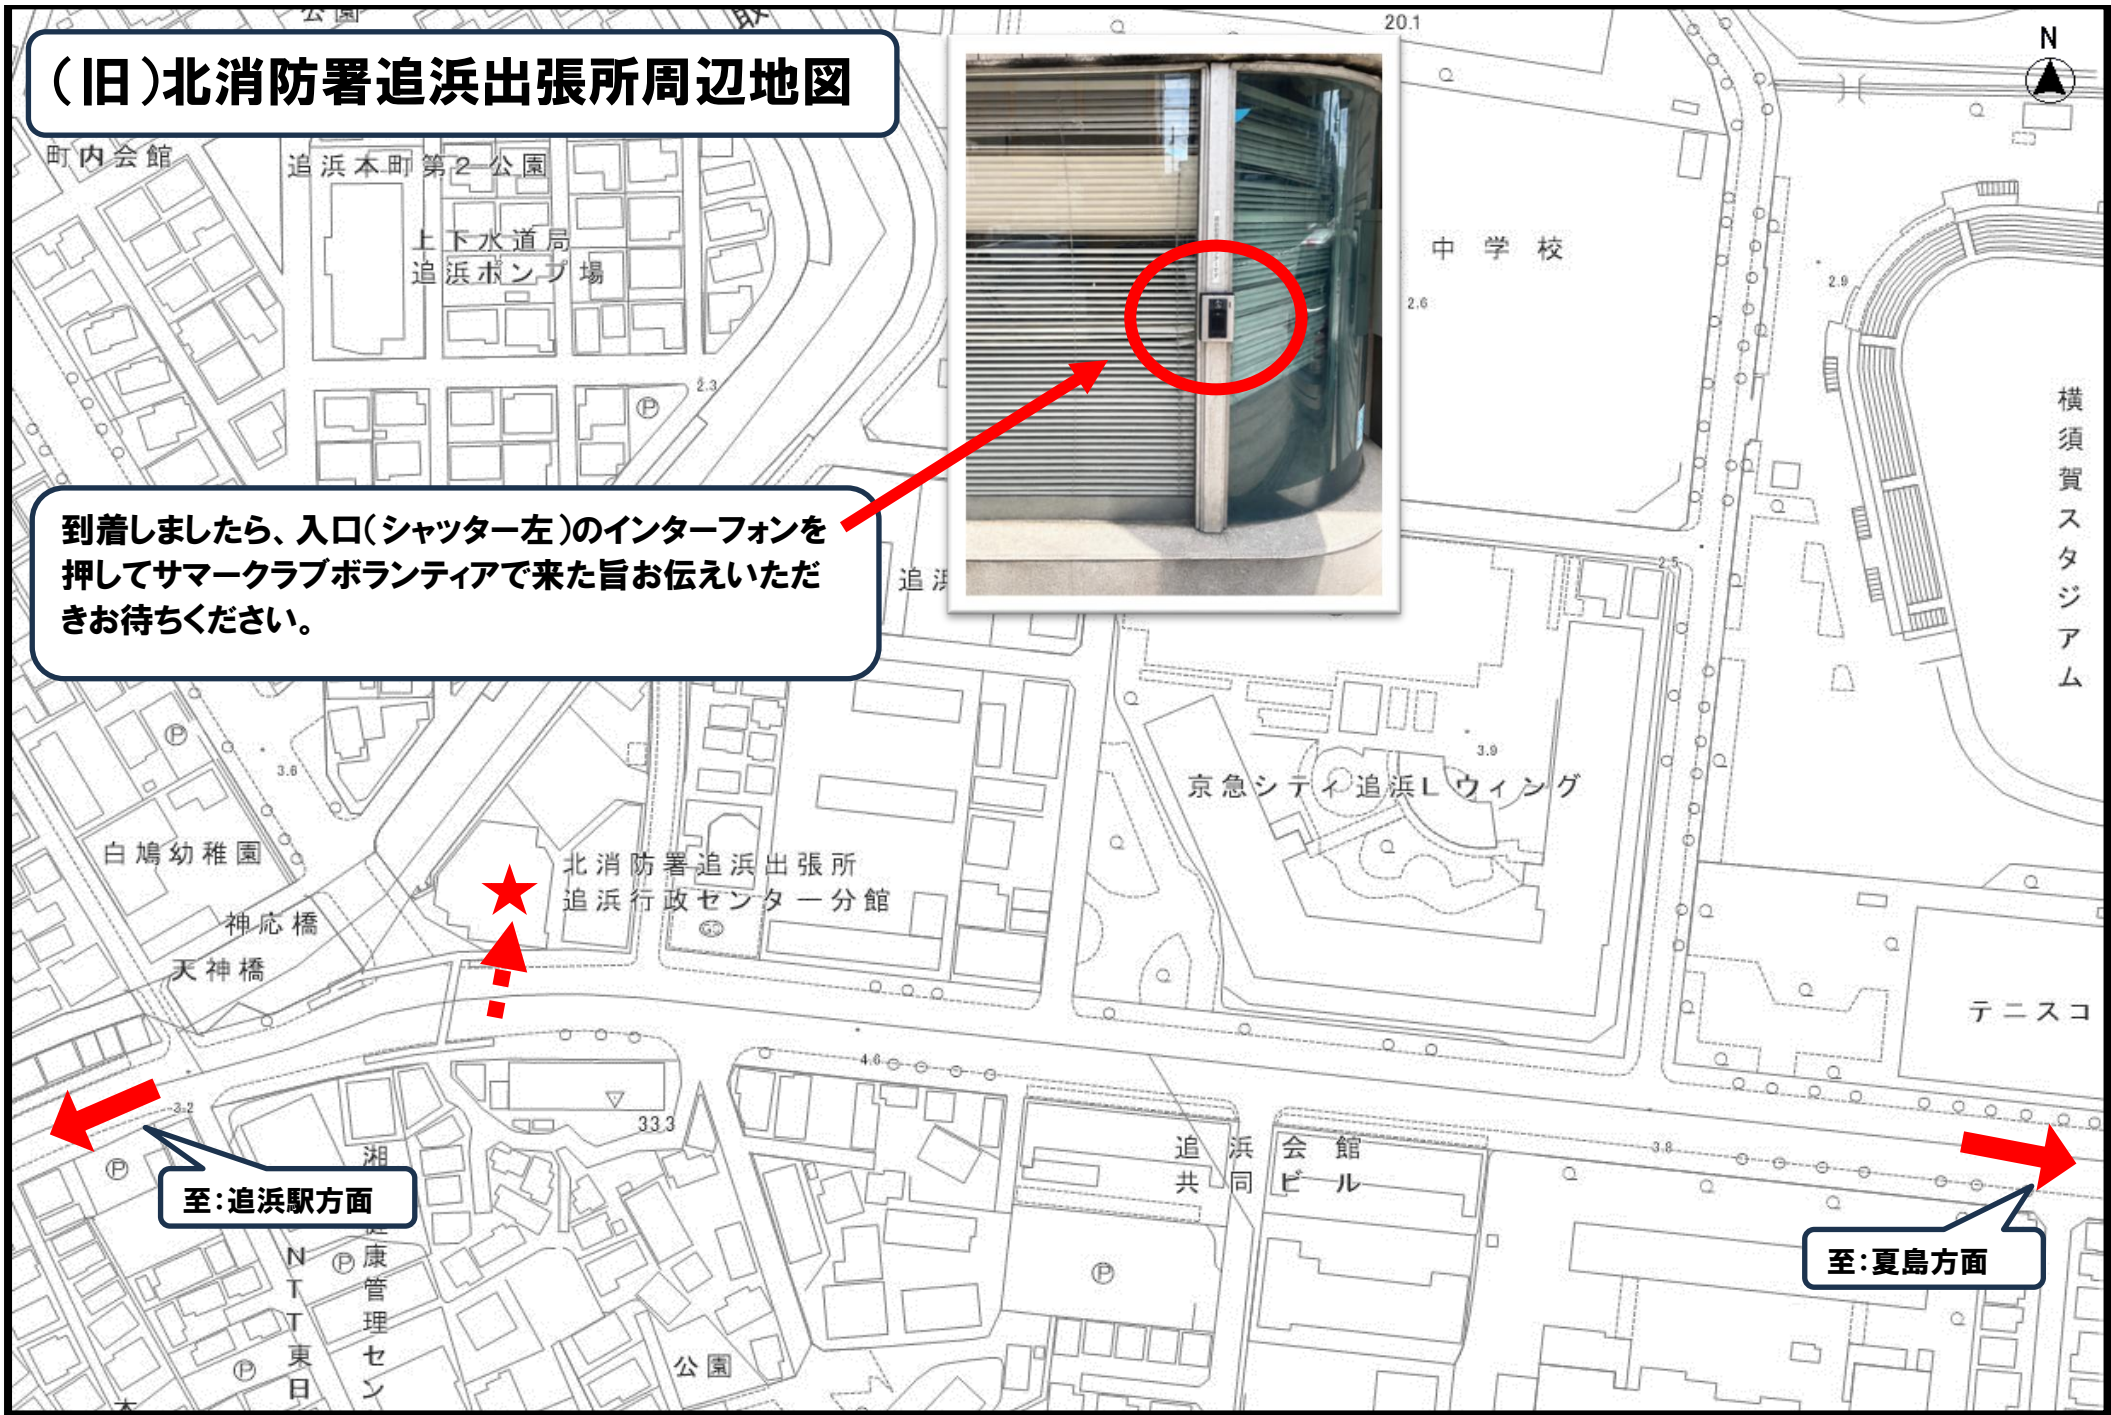 公園
20.1
N
（旧）北消防署追浜出張所周辺地図
町内会館
追浜本町第2公園
上下水道局
追浜ポンプ場
中学校
2.6
2.9
2.3
横須賀スタジアム
到着しましたら、入口（シャッター左）のインターフォンを
押してサマークラブボランティアで来た旨お伝えいただ
きお待ちください。
追浜
2.5
P
P
3.6
3.9
京急シティ追浜Lウィング
白鳩幼稚園
北消防署追浜出張所
追浜行政センター分館
神応橋
天神橋
テニスコ
4.6
3.2
33.3
追浜会館
共同ビル
3.8
P
湘
至：追浜駅方面
至：夏島方面
健康管理セン
NTT東日
P
P
P
公園